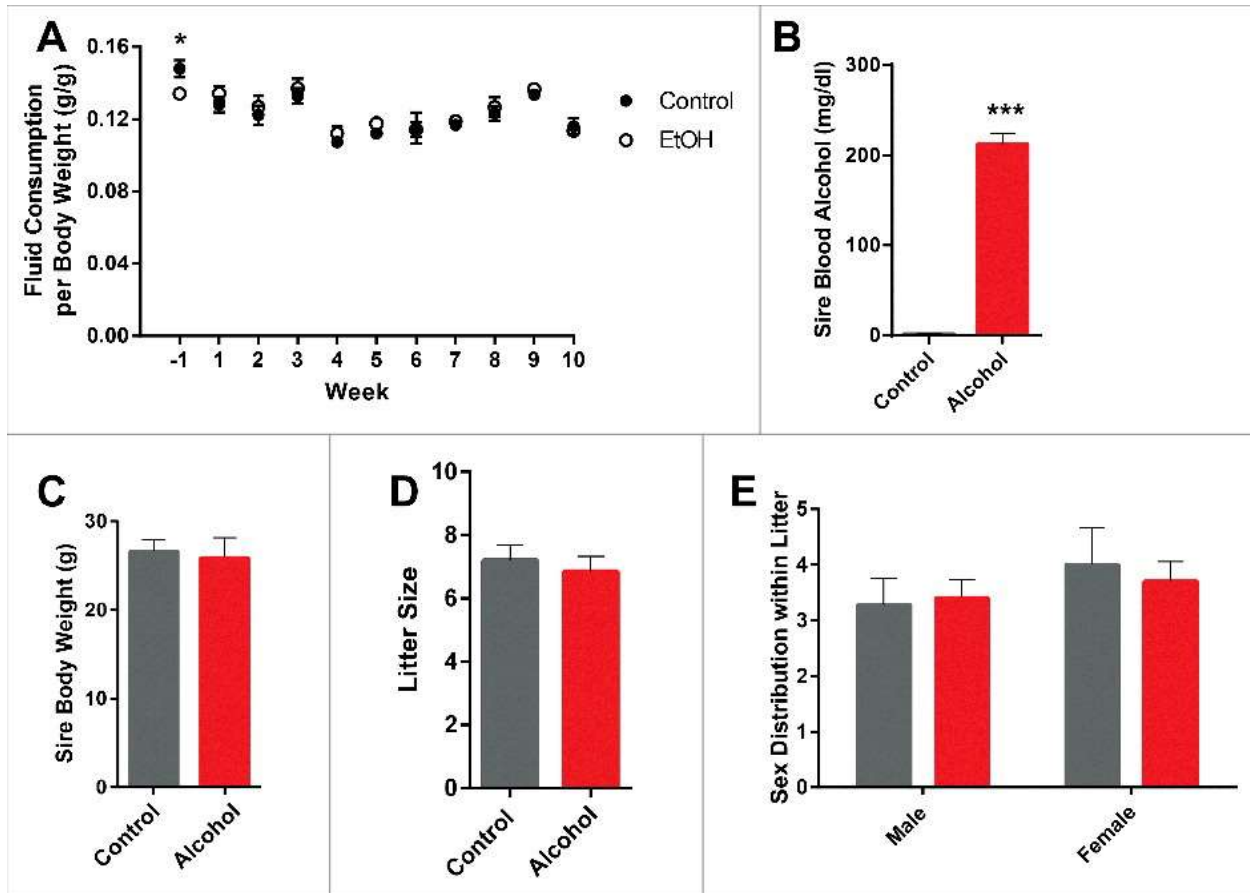 A
*
Fluid Consumption
per Body Weight (g/g)
0.16
0.12
0.08
0.04
0.00
-1 1 2 3 4 5 6 7 8 9 10
Week
Control
EtOH
B
Sire Blood Alcohol (mg/dl)
300
200
100
0
***
Control
Alcohol
C
Sire Body Weight (g)
30
20
10
0
Control
Alcohol
D
Litter Size
10
8
6
4
2
0
Control
Alcohol
E
Sex Distribution within Litter
5
4
3
2
1
0
Male
Female